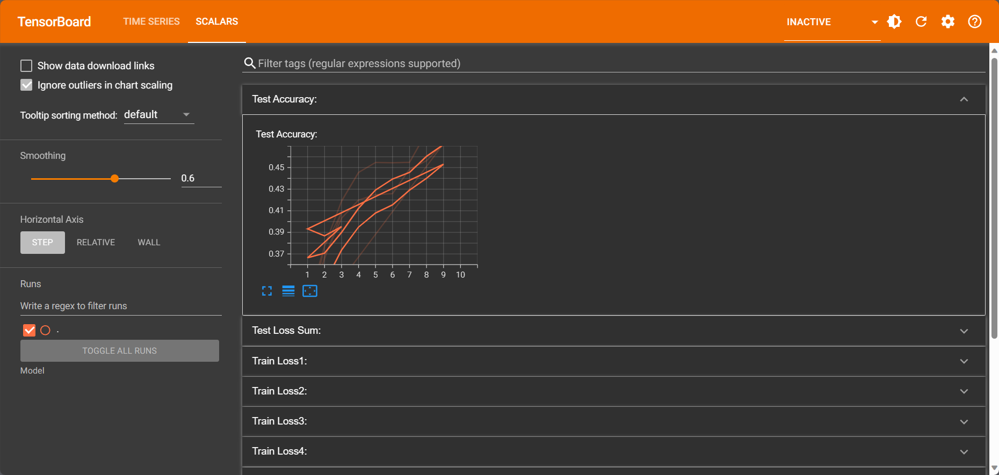 TensorBoard
TIME SERIES
SCALARS
INACTIVE
Show data download links
Ignore outliers in chart scaling
Tooltip sorting method: default
Smoothing
0.6
Horizontal Axis
STEP
RELATIVE
WALL
Runs
Write a regex to filter runs
.
TOGGLE ALL RUNS
Model
Filter tags (regular expressions supported)
Test Accuracy:
Test Accuracy:
0.45
0.43
0.41
0.39
0.37
1 2 3 4 5 6 7 8 9 10
Test Loss Sum:
Train Loss1:
Train Loss2:
Train Loss3:
Train Loss4: